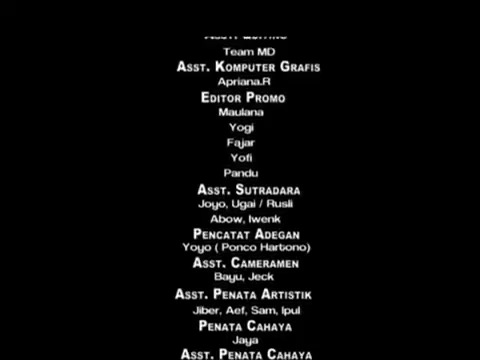 Team MD
Asst. Komputer Grafis
Apriana.R
Editor Promo
Maulana
Yogi
Fajar
Yofi
Pandu
Asst. Sutradara
Joyo, Ugai / Rusli
Abow, Iwenk
Pencatat Adegan
Yoyo ( Ponco Hartono)
Asst. Cameramen
Bayu, Jeck
Asst. Penata Artistik
Jiber, Aef, Sam, Ipul
Penata Cahaya
Jaya
Asst. Penata Cahaya